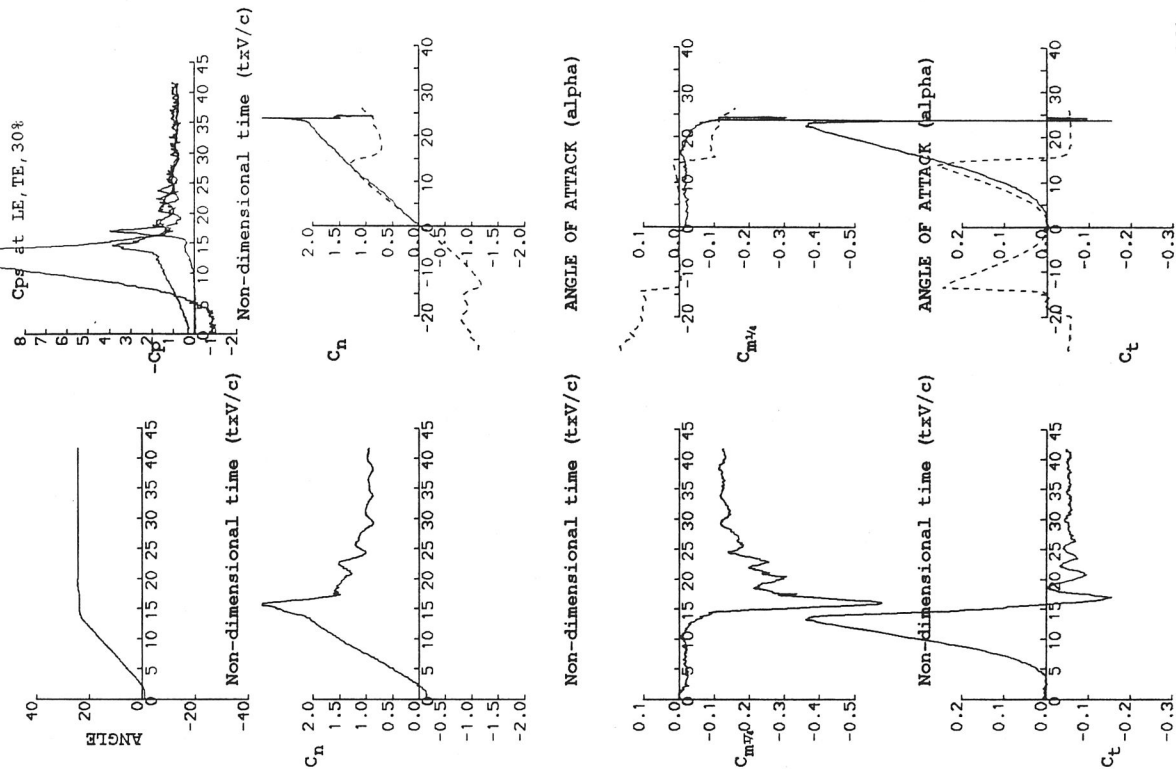 ANGLE
40 20 0 -20 -40
5 10 15 20 25 30 35 40 45
Non-dimensional time (txV/c)
Cps at LE,TE,30%
-Cp
8 7 6 5 4 3 2 1 0 -1 -2
0 5 10 15 20 25 30 35 40 45
Non-dimensional time (txV/c)
Cn
2.0 1.5 1.0 0.5 0.0 -0.5 -1.0 -1.5 -2.0
5 10 15 20 25 30 35 40 45
Non-dimensional time (txV/c)
Cn
2.0 1.5 1.0 0.5 0.0 -0.5 -1.0 -1.5 -2.0
-20 -10 0 10 20 30 40
ANGLE OF ATTACK (alpha)
Cm¼
0.1 0.0 -0.1 -0.2 -0.3 -0.4 -0.5
5 10 15 20 25 30 35 40 45
Non-dimensional time (txV/c)
Cm¼
0.1 0.0 -0.1 -0.2 -0.3 -0.4 -0.5
-20 -10 0 10 20 30 40
ANGLE OF ATTACK (alpha)
Ct
0.2 0.1 0.0 -0.1 -0.2 -0.3
5 10 15 20 25 30 35 40 45
Ct
0.2 0.1 0.0 -0.1 -0.2 -0.3
-20 -10 0 10 20 30 40